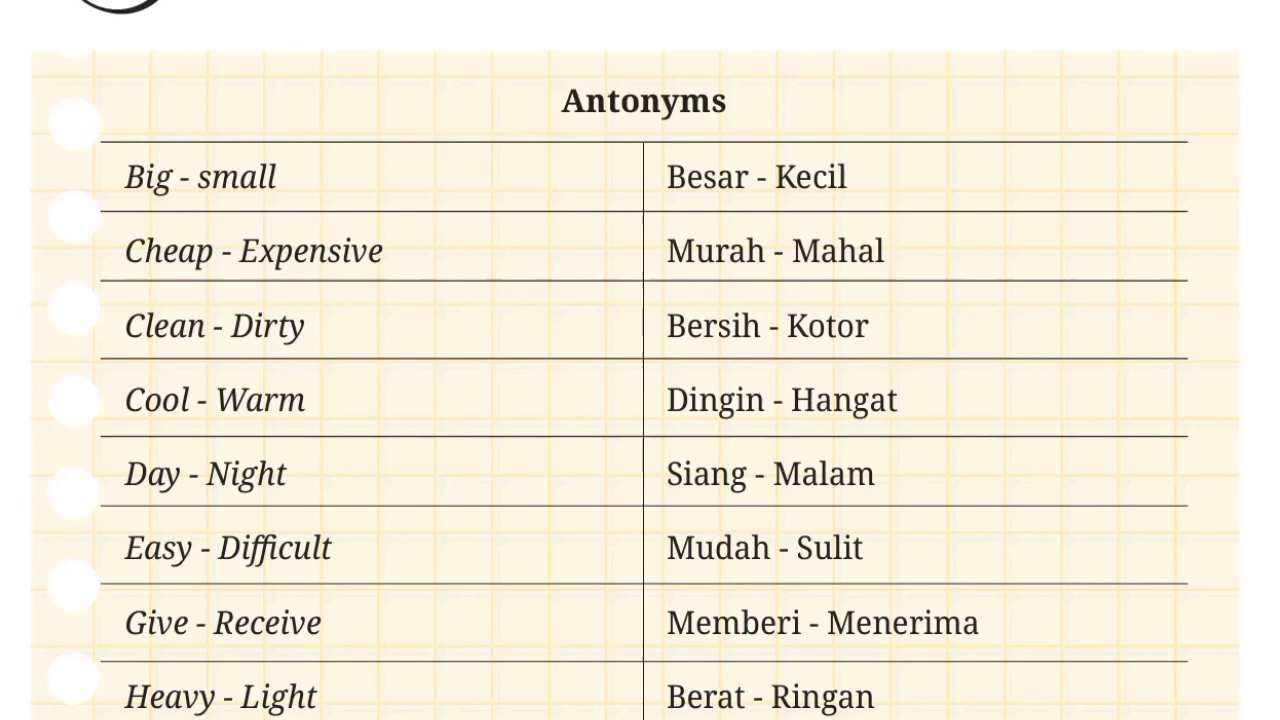 Antonyms
Big - small
Besar - Kecil
Cheap - Expensive
Murah - Mahal
Clean - Dirty
Bersih - Kotor
Cool - Warm
Dingin - Hangat
Day - Night
Siang - Malam
Easy - Difficult
Mudah - Sulit
Give - Receive
Memberi - Menerima
Heavy - Light
Berat - Ringan